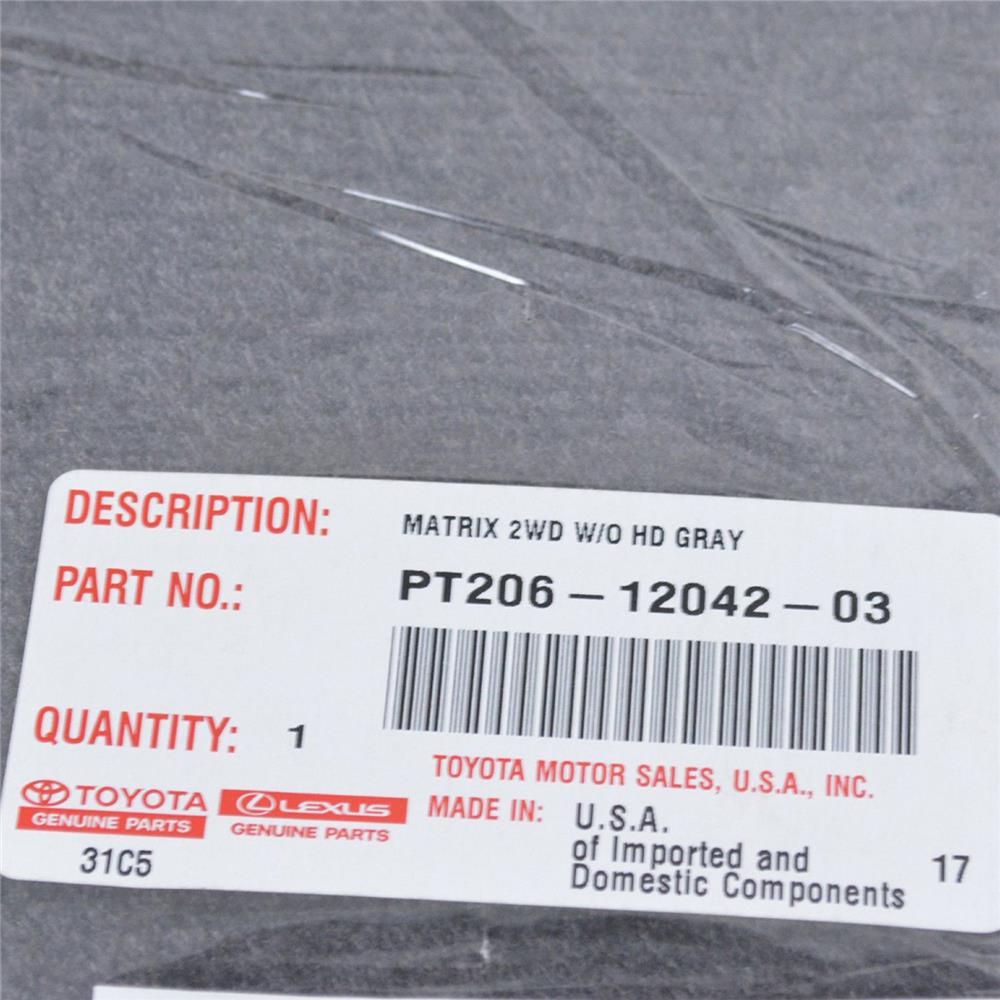 DESCRIPTION: MATRIX 2WD W/O HD GRAY
PART NO.: PT206-12042-03
QUANTITY: 1
TOYOTA MOTOR SALES, U.S.A., INC.
TOYOTA LEXUS MADE IN: U.S.A.
GENUINE PARTS GENUINE PARTS of Imported and
31C5 Domestic Components 17